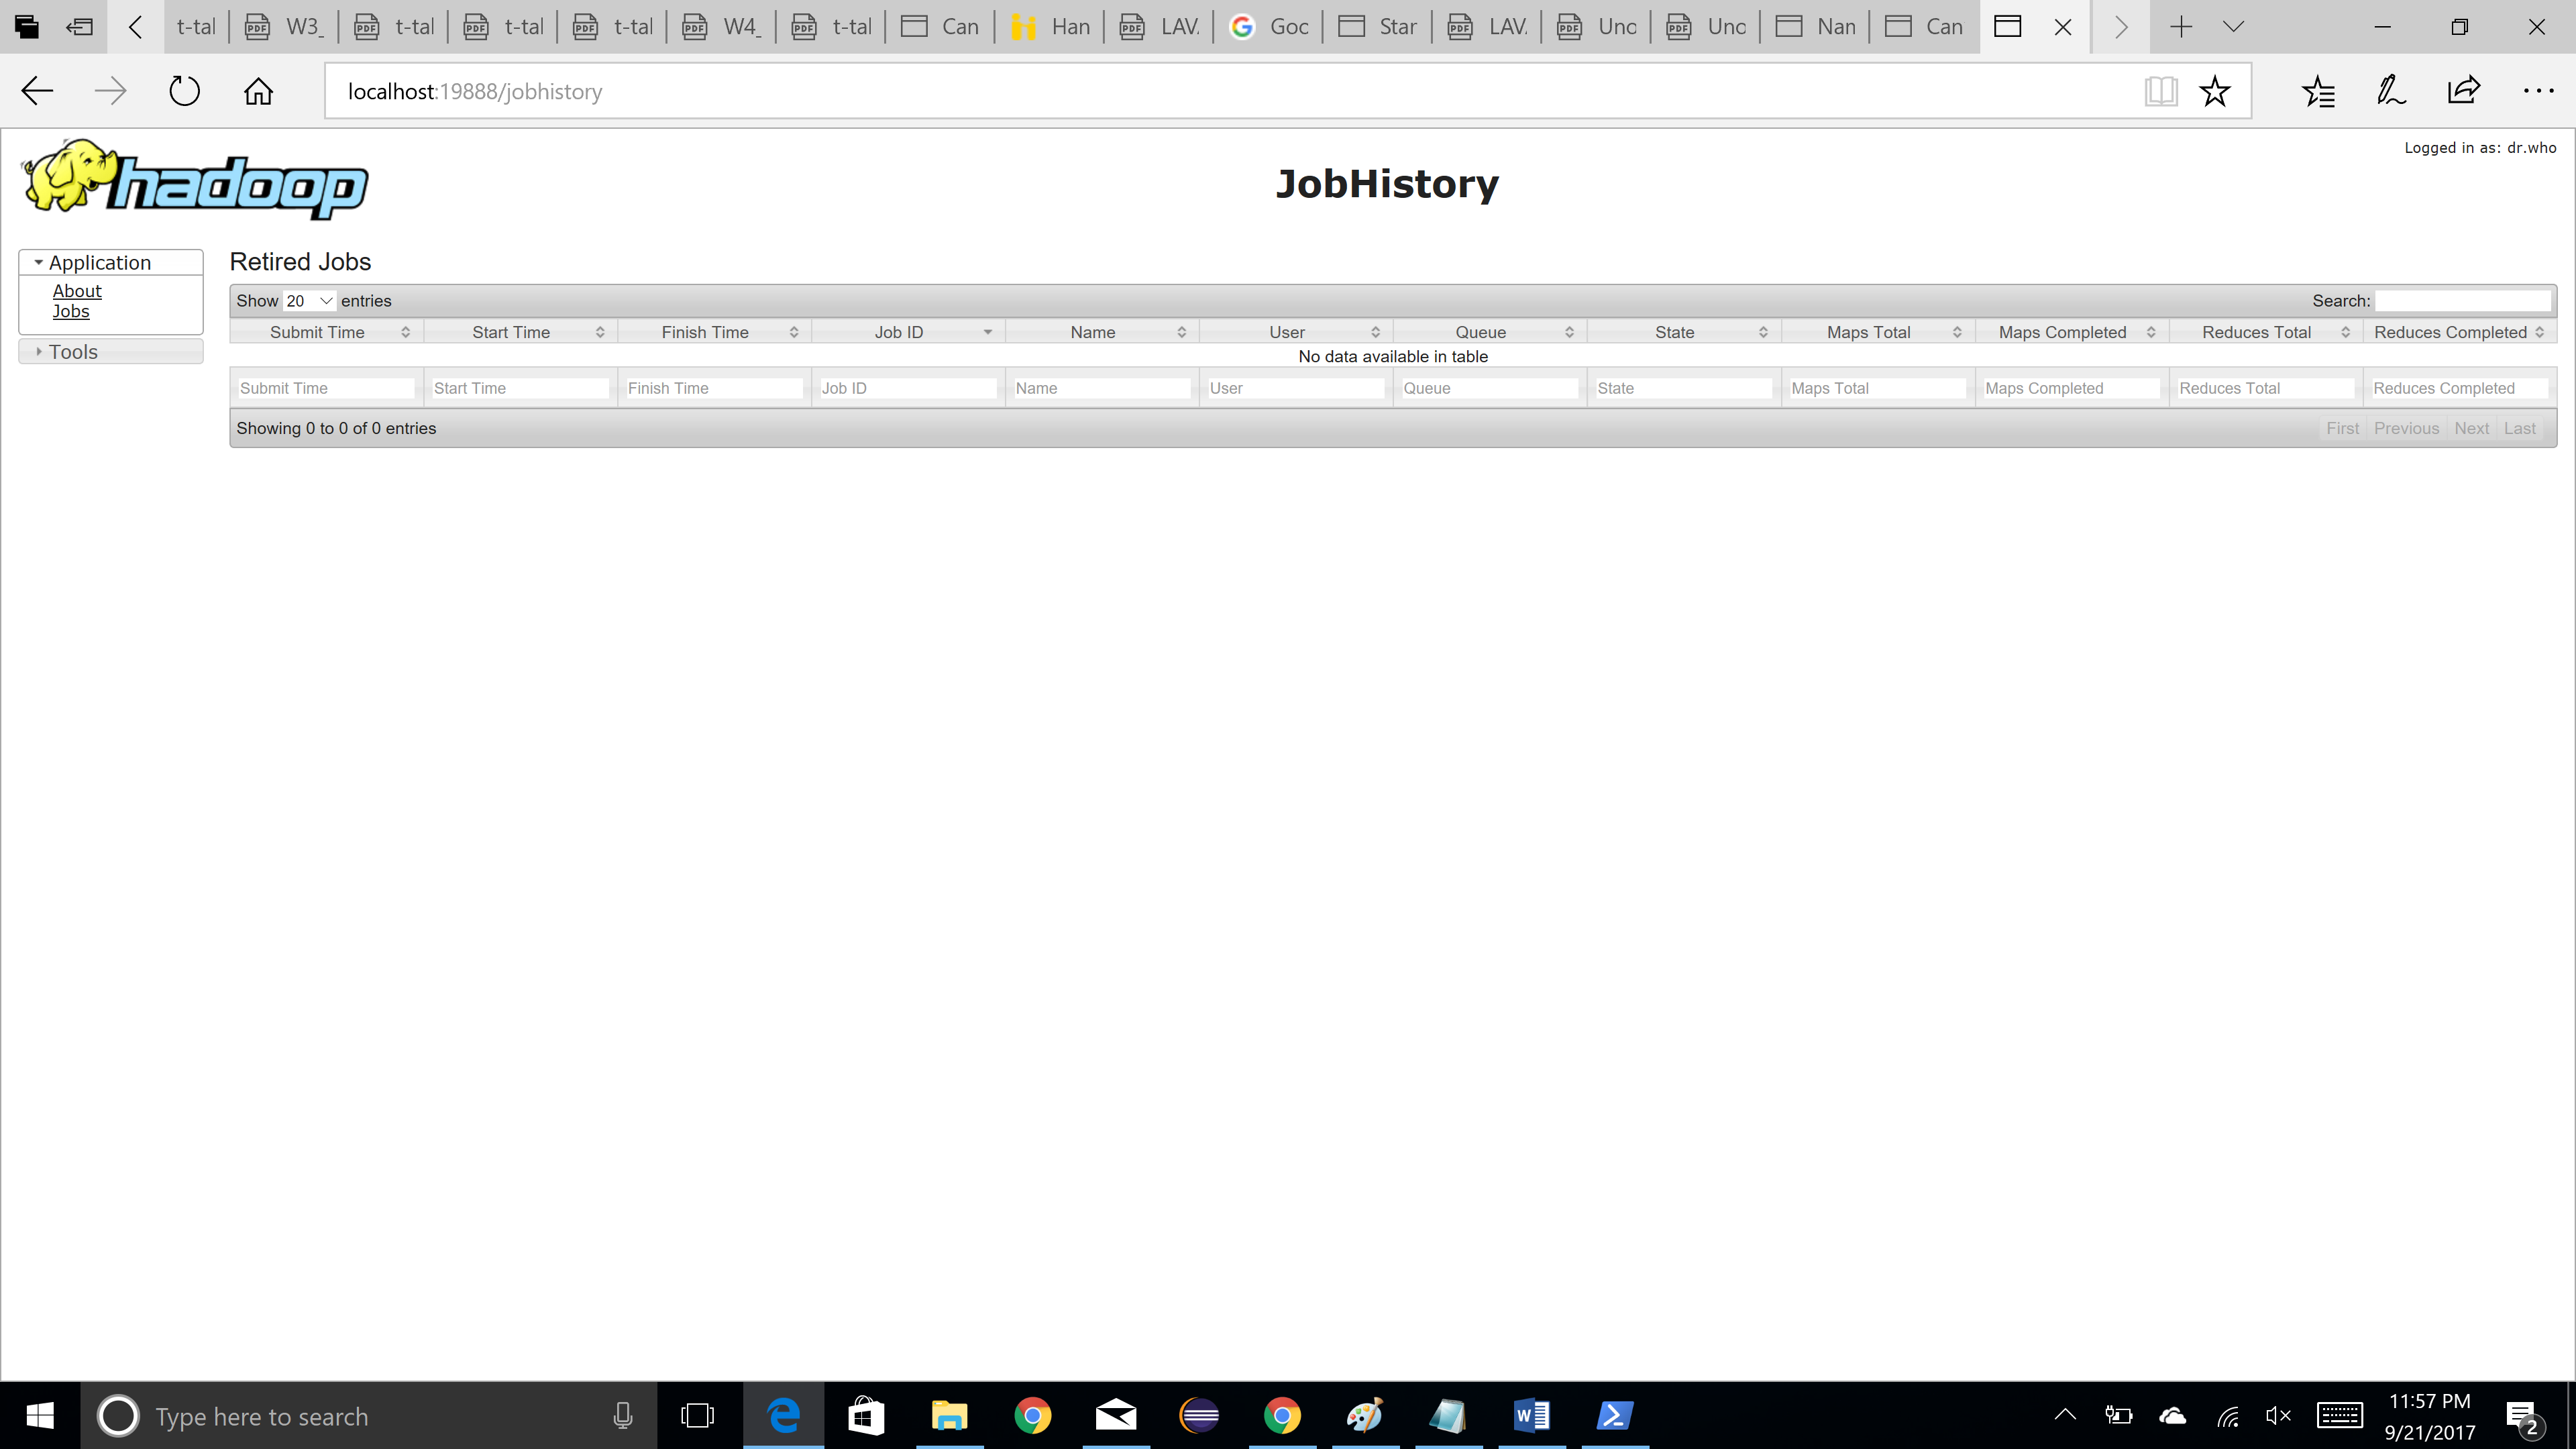 t-tal W3_ t-tal t-tal t-tal W4_ t-tal Can Han LAV. Goo Star LAV. Unc Unc Nan Can
localhost:19888/jobhistory
Logged in as: dr.who
hadoop
JobHistory
Application
About
Jobs
Tools
Retired Jobs
Show 20 entries Search:
Submit Time Start Time Finish Time Job ID Name User Queue State Maps Total Maps Completed Reduces Total Reduces Completed
No data available in table
Submit Time Start Time Finish Time Job ID Name User Queue State Maps Total Maps Completed Reduces Total Reduces Completed
Showing 0 to 0 of 0 entries First Previous Next Last
Type here to search
11:57 PM
9/21/2017
2